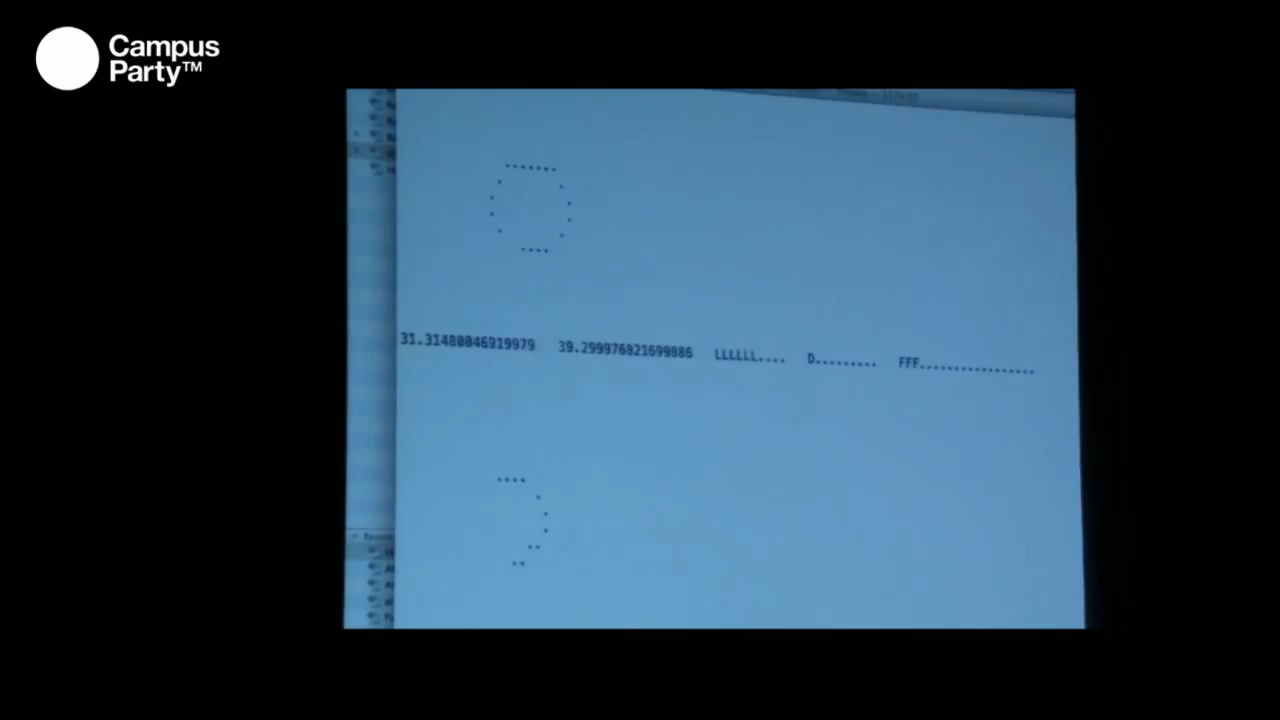 Campus
Party™
31.31480846919979 39.299976821699886 LLLLLL.... D......... FFF.................